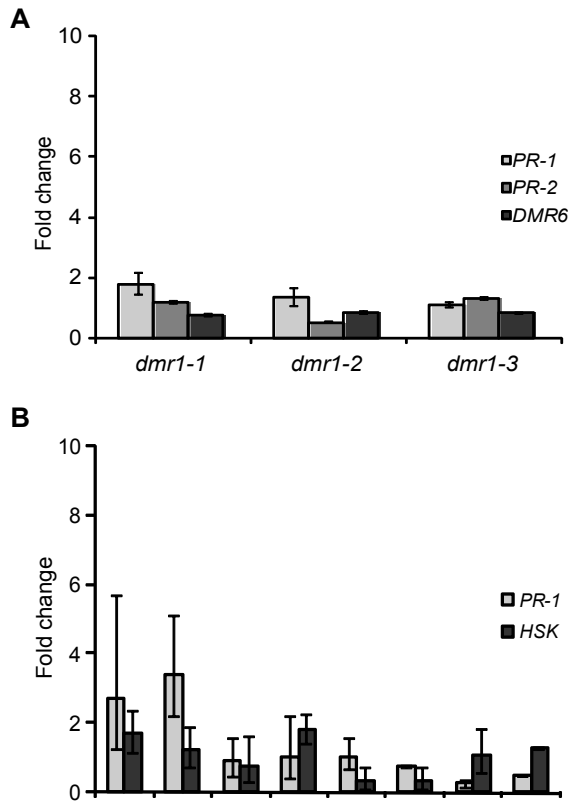 A
10
8
6
4
2
0
Fold change
PR-1
PR-2
DMR6
dmr1-1
dmr1-2
dmr1-3
B
10
8
6
4
2
0
Fold change
PR-1
HSK